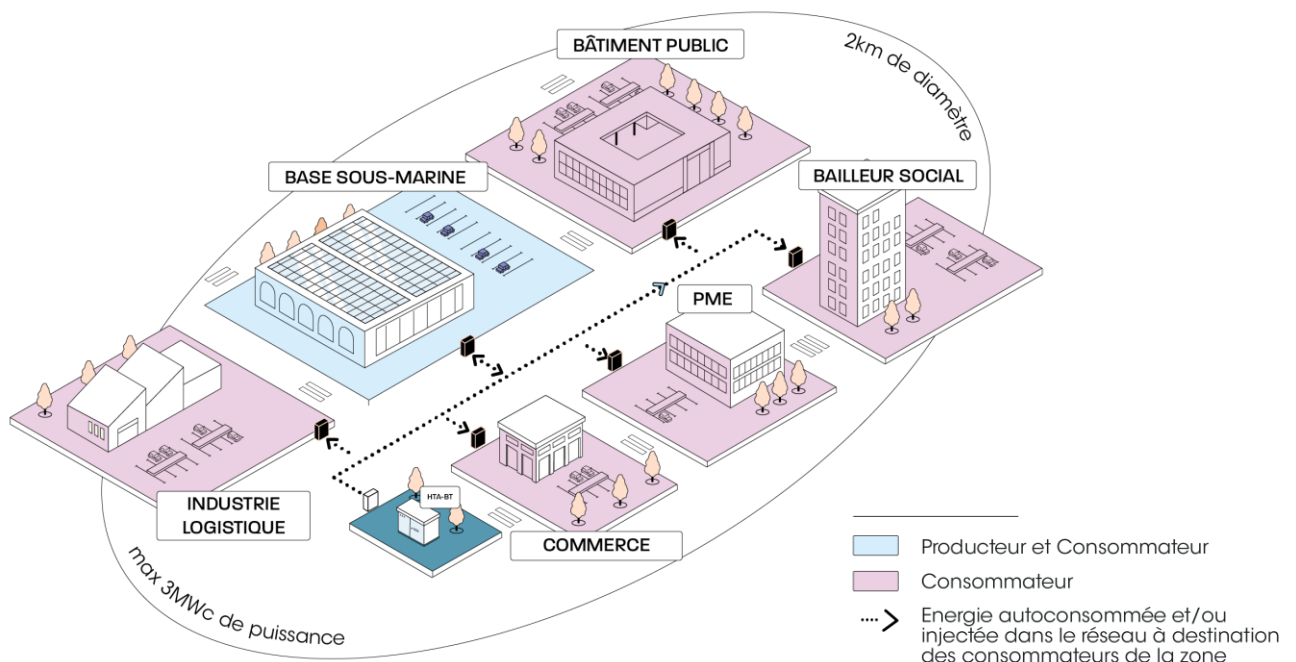 BÂTIMENT PUBLIC
2km de diamètre
BASE SOUS-MARINE
BAILLEUR SOCIAL
PME
INDUSTRIE
LOGISTIQUE
HTA-BT
COMMERCE
max 3MWc de puissance
Producteur et Consommateur
Consommateur
Energie autoconsommée et/ou
injectée dans le réseau à destination
des consommateurs de la zone